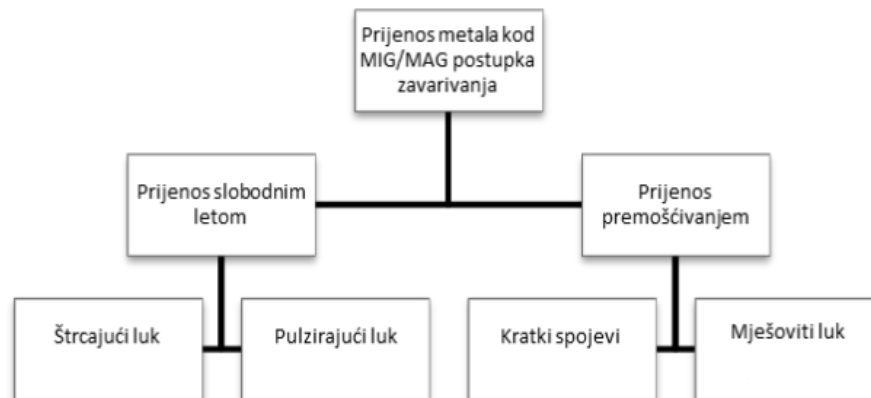 Prijenos metala kod
MIG/MAG postupka
zavarivanja
Prijenos slobodnim
letom
Prijenos
premošćivanjem
Štrcajući luk
Pulzirajući luk
Kratki spojevi
Mješoviti luk